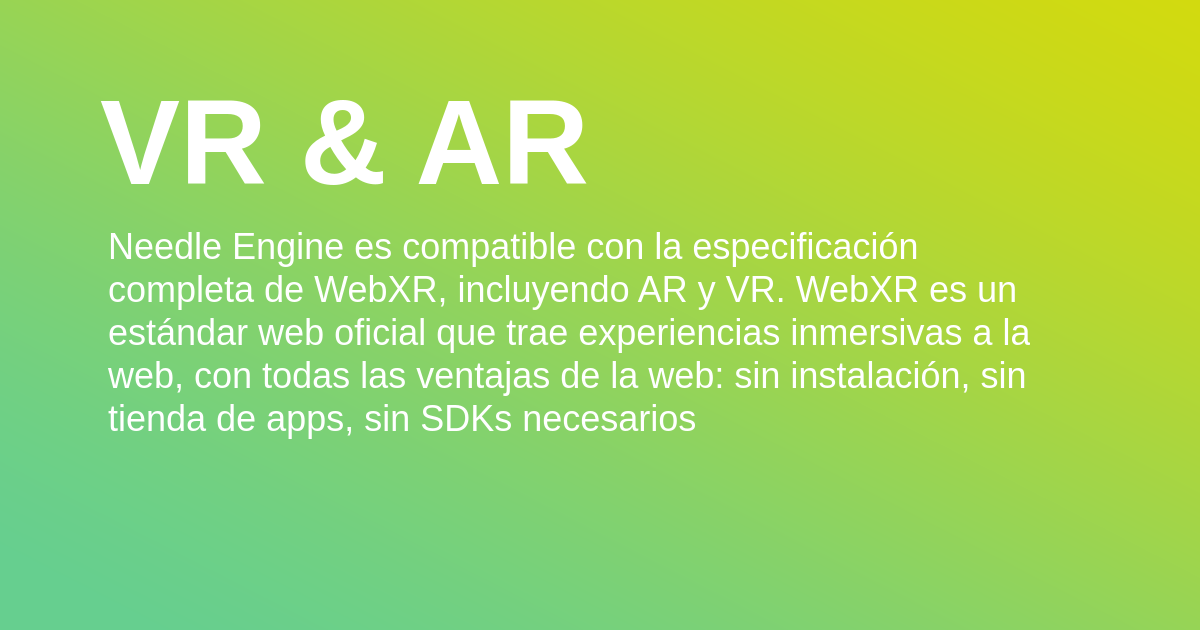 VR & AR
Needle Engine es compatible con la especificación
completa de WebXR, incluyendo AR y VR. WebXR es un
estándar web oficial que trae experiencias inmersivas a la
web, con todas las ventajas de la web: sin instalación, sin
tienda de apps, sin SDKs necesarios